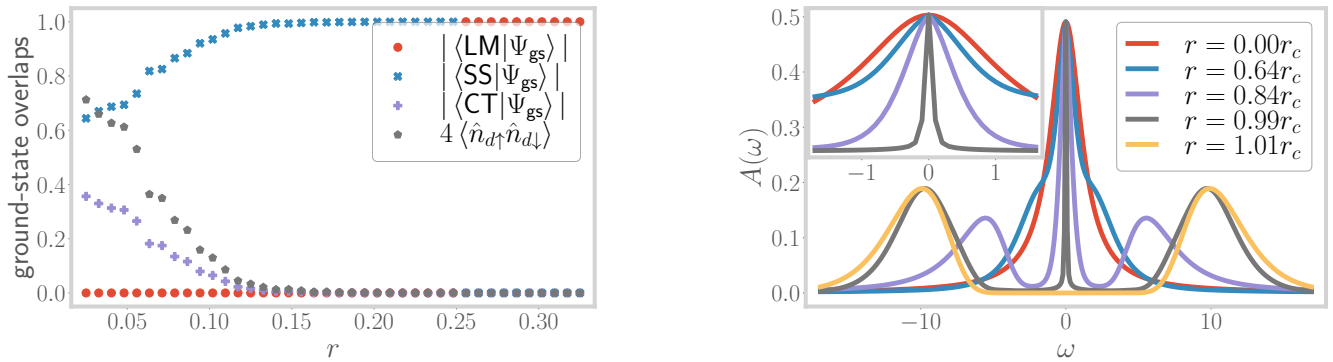 ground-state overlaps
1.0
0.8
0.6
0.4
0.2
0.0
0.05
0.10
0.15
0.20
0.25
0.30
r
| ⟨LM|Ψgs⟩ |
| ⟨SS|Ψgs⟩ |
| ⟨CT|Ψgs⟩ |
4 ⟨n̂d↑n̂d↓⟩
A(ω)
0.5
0.4
0.3
0.2
0.1
0.0
−1
0
1
−10
0
10
ω
r = 0.00rc
r = 0.64rc
r = 0.84rc
r = 0.99rc
r = 1.01rc